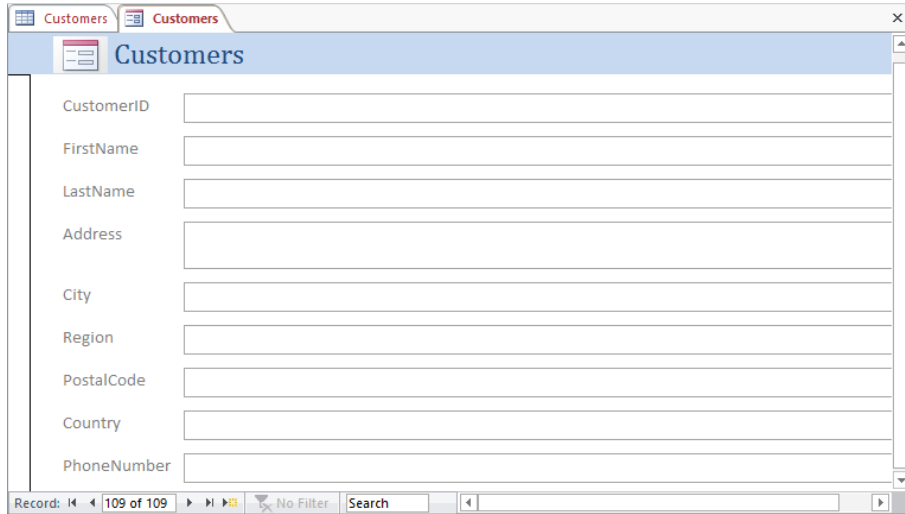 Customers Customers
Customers
CustomerID
FirstName
LastName
Address
City
Region
PostalCode
Country
PhoneNumber
Record: 109 of 109 No Filter Search